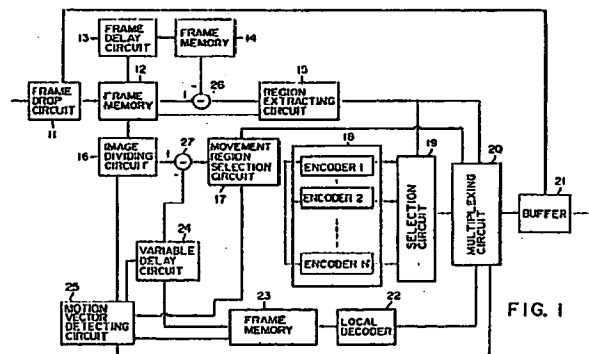 FRAME DROP CIRCUIT
11
FRAME DELAY CIRCUIT
13
FRAME MEMORY
14
12
FRAME MEMORY
1
-
26
15
REGION EXTRACTING CIRCUIT
16
IMAGE DIVIDING CIRCUIT
1
-
27
MOVEMENT REGION SELECTION CIRCUIT
17
18
ENCODER 1
ENCODER 2
ENCODER N
19
SELECTION CIRCUIT
20
MULTIPLEXING CIRCUIT
21
BUFFER
24
VARIABLE DELAY CIRCUIT
25
MOTION VECTOR DETECTING CIRCUIT
23
FRAME MEMORY
22
LOCAL DECODER
FIG. 1